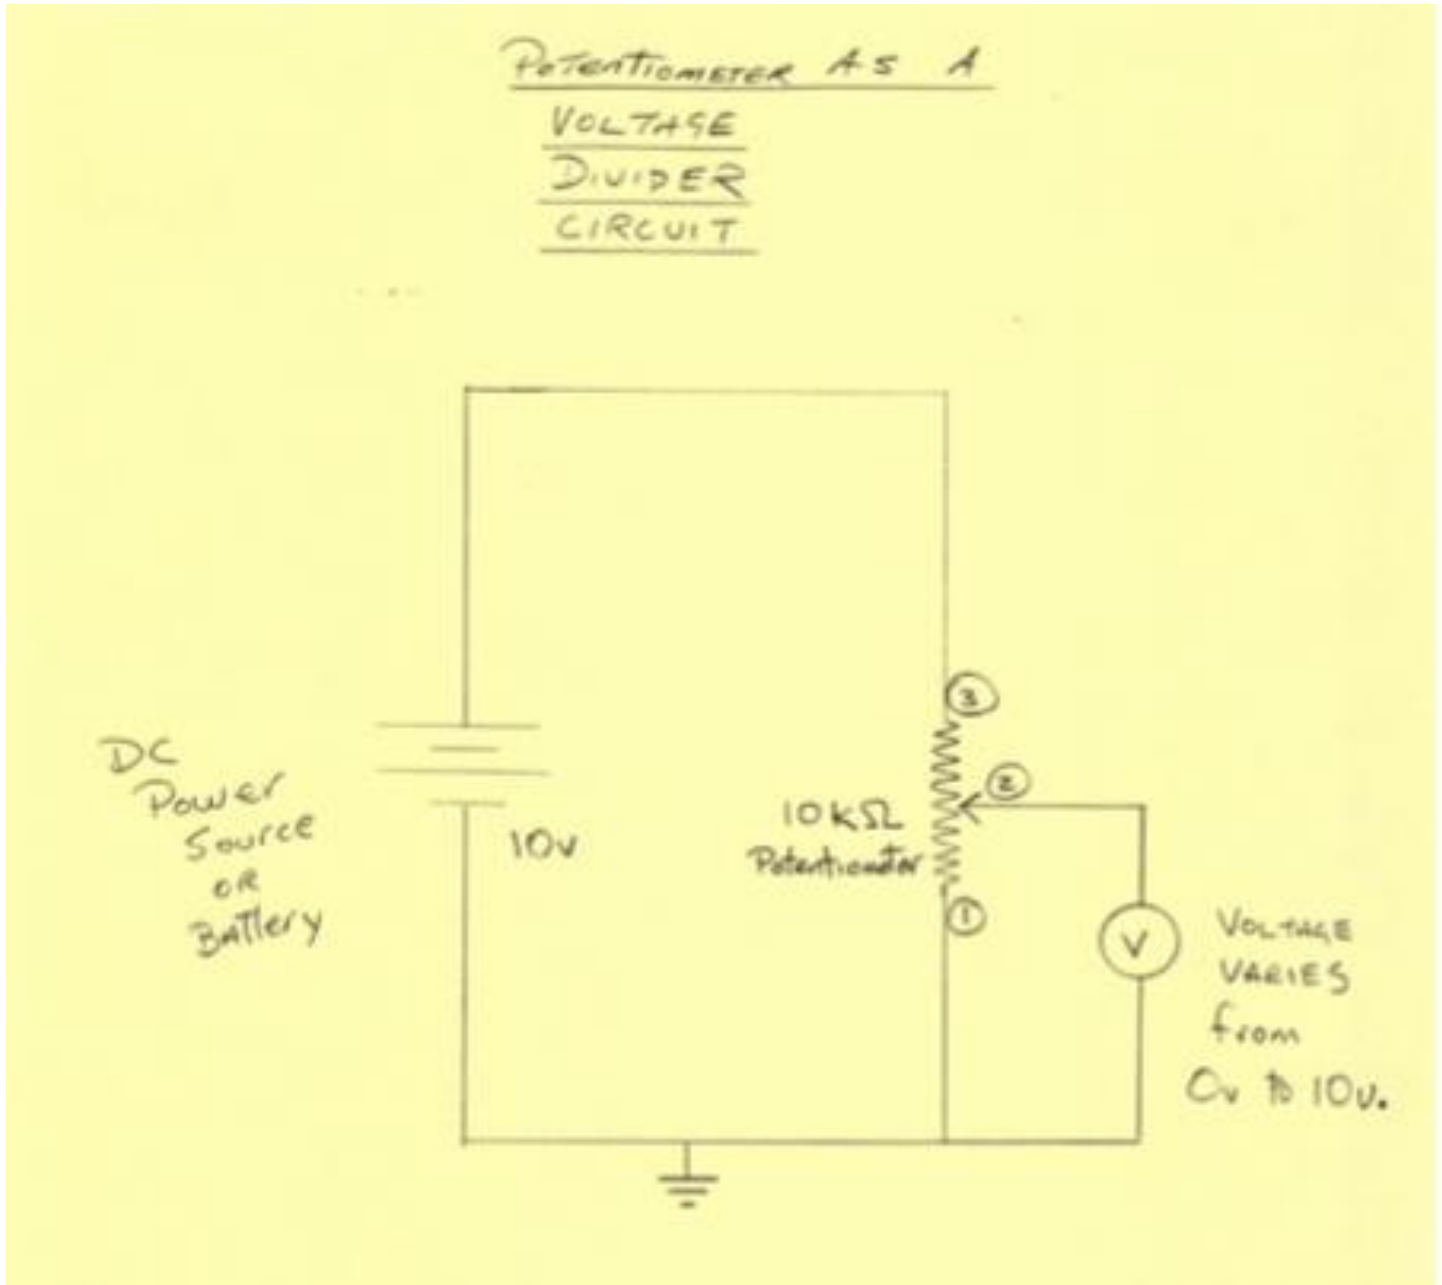 POTENTIOMETER AS A
VOLTAGE
DIVIDER
CIRCUIT
3
DC
Power
Source
OR
Battery
2
10KΩ
Potentiometer
10v
1
V
VOLTAGE
VARIES
from
0v to 10v.